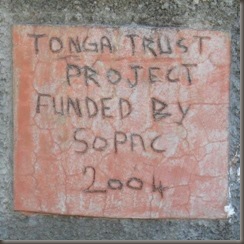 TONGA TRUST
PROJECT
FUNDED BY
SOPAC
2004